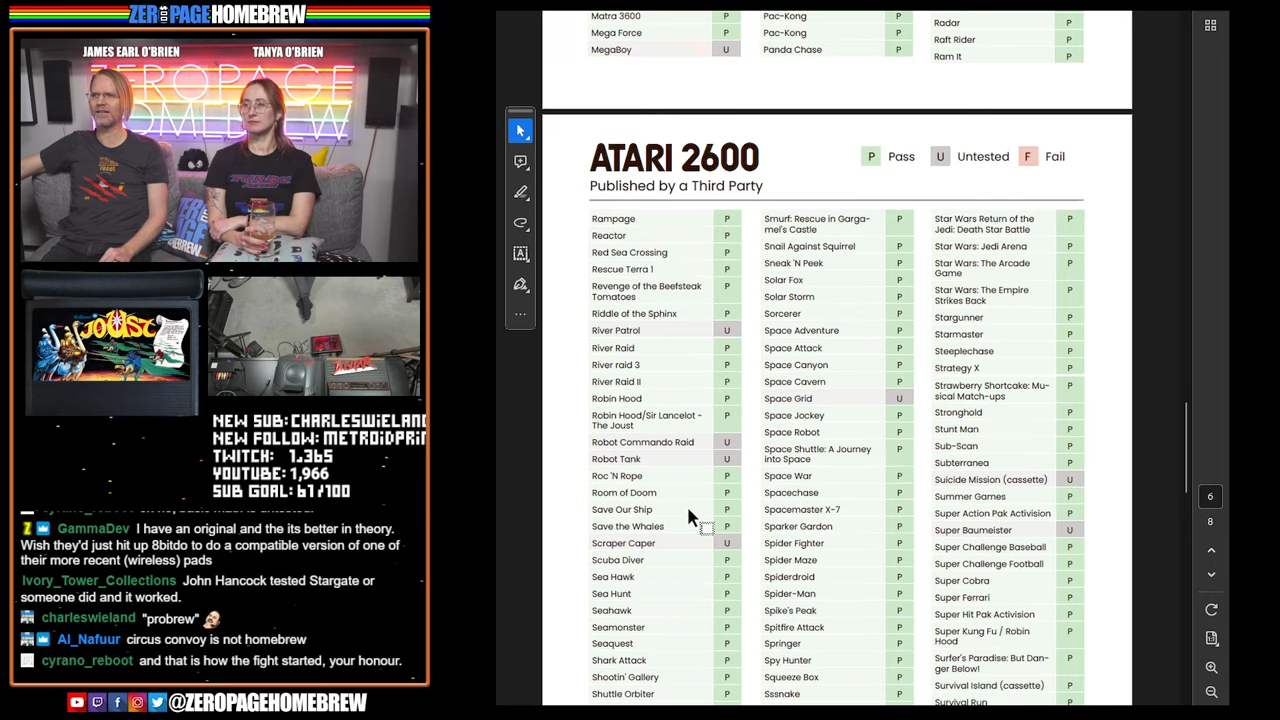 ZEROPAGEHOMEBREW
JAMES EARL O'BRIEN
TANYA O'BRIEN
ZEROPAGE
HOMEBREW
JOUST
NEW SUB:CHARLESWIELAND
NEW FOLLOW:METROIDPRI
TWITCH: 1,365
YOUTUBE: 1,966
SUB GOAL: 67/100
GammaDev I have an original and the its better in theory.
Wish they'd just hit up 8bitdo to do a compatible version of one of
their more recent (wireless) pads
Ivory_Tower_Collections John Hancock tested Stargate or
someone did and it worked.
charleswieland "probrew"
Al_Nafuur circus convoy is not homebrew
cyrano_reboot and that is how the fight started, your honour.
@ZEROPAGEHOMEBREW
Matra 3600 P
Mega Force P
MegaBoy U
Pac-Kong P
Pac-Kong P
Panda Chase P
Radar P
Raft Rider P
Ram It P
ATARI 2600
Published by a Third Party
P Pass U Untested F Fail
Rampage P
Reactor P
Red Sea Crossing P
Rescue Terra 1 P
Revenge of the Beefsteak P
Tomatoes
Riddle of the Sphinx P
River Patrol U
River Raid P
River raid 3 P
River Raid II P
Robin Hood P
Robin Hood/Sir Lancelot - P
The Joust
Robot Commando Raid U
Robot Tank U
Roc 'N Rope P
Room of Doom P
Save Our Ship P
Save the Whales P
Scraper Caper U
Scuba Diver P
Sea Hawk P
Sea Hunt P
Seahawk P
Seamonster P
Seaquest P
Shark Attack P
Shootin' Gallery P
Shuttle Orbiter P
Smurf: Rescue in Garga- P
mel's Castle
Snail Against Squirrel P
Sneak 'N Peek P
Solar Fox P
Solar Storm P
Sorcerer P
Space Adventure P
Space Attack P
Space Canyon P
Space Cavern P
Space Grid U
Space Jockey P
Space Robot P
Space Shuttle: A Journey P
into Space
Space War P
Spacechase P
Spacemaster X-7 P
Sparker Gardon P
Spider Fighter P
Spider Maze P
Spiderdroid P
Spider-Man P
Spike's Peak P
Spitfire Attack P
Springer P
Spy Hunter P
Squeeze Box P
Sssnake P
Star Wars Return of the P
Jedi: Death Star Battle
Star Wars: Jedi Arena P
Star Wars: The Arcade P
Game
Star Wars: The Empire P
Strikes Back
Stargunner P
Starmaster P
Steeplechase P
Strategy X P
Strawberry Shortcake: Mu- P
sical Match-ups
Stronghold P
Stunt Man P
Sub-Scan P
Subterranea P
Suicide Mission (cassette) U
Summer Games P
Super Action Pak Activision P
Super Baumeister U
Super Challenge Baseball P
Super Challenge Football P
Super Cobra P
Super Ferrari P
Super Hit Pak Activision P
Super Kung Fu / Robin P
Hood
Surfer's Paradise: But Dan- P
ger Below!
Survival Island (cassette) P
Survival Run
6
8